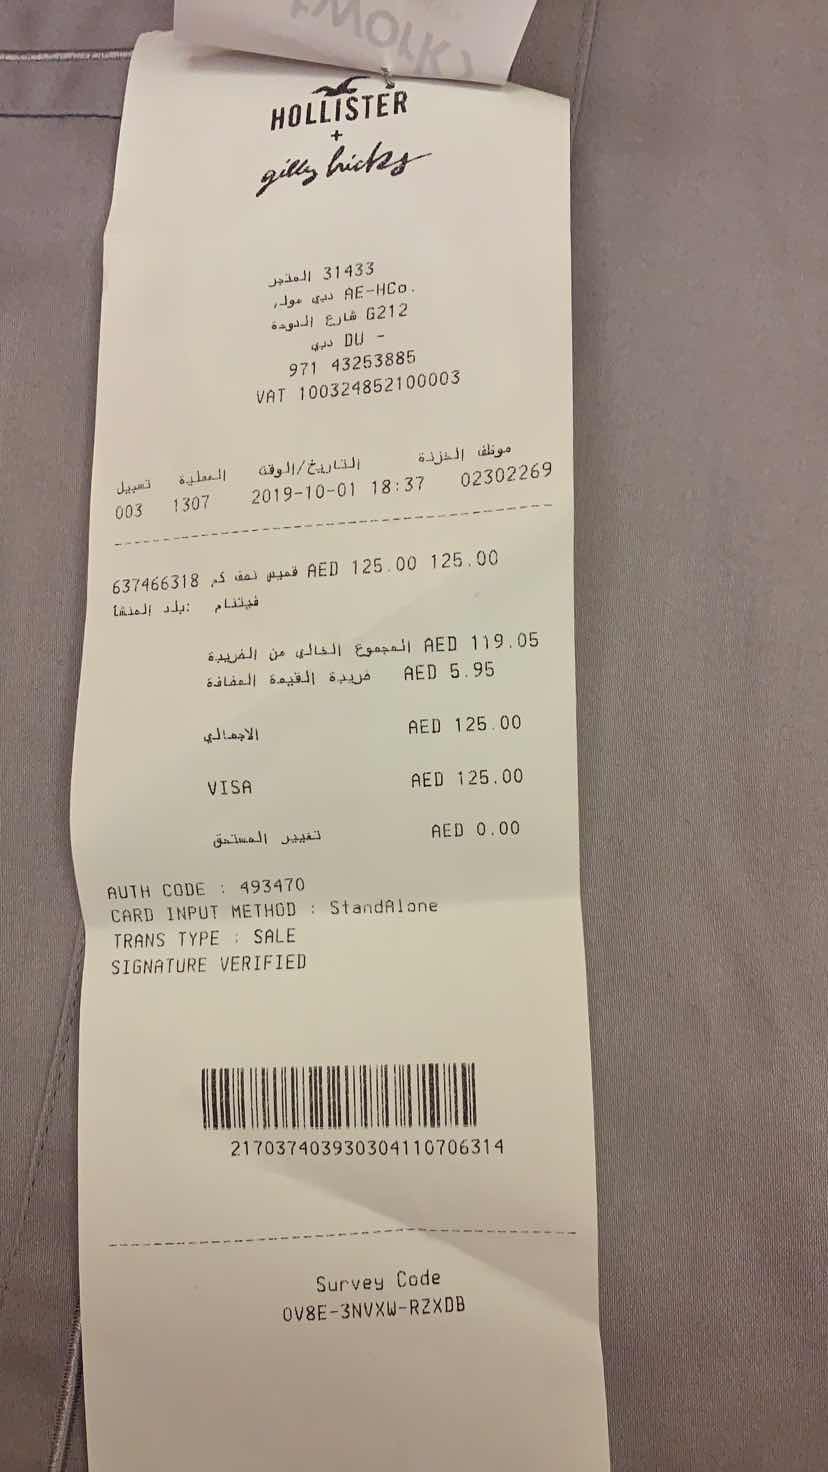 HOLLISTER
+
gilly hicks
31433 المتجر
دبي مول, AE-HCo.
G212 شارع الدوحة
دبي DU -
971 43253885
VAT 100324852100003
تسجيل العملية التاريخ/الوقت موظف الخزنة
003 1307 2019-10-01 18:37 02302269
637466318 قميص نصف كم AED 125.00 125.00
بلد المنشأ: فيتنام
المجموع الخالي من الضريبة AED 119.05
ضريبة القيمة المضافة AED 5.95
الاجمالي AED 125.00
VISA AED 125.00
تغيير المستحق AED 0.00
AUTH CODE : 493470
CARD INPUT METHOD : StandAlone
TRANS TYPE : SALE
SIGNATURE VERIFIED
217037403930304110706314
Survey Code
0V8E-3NVXW-RZXDB